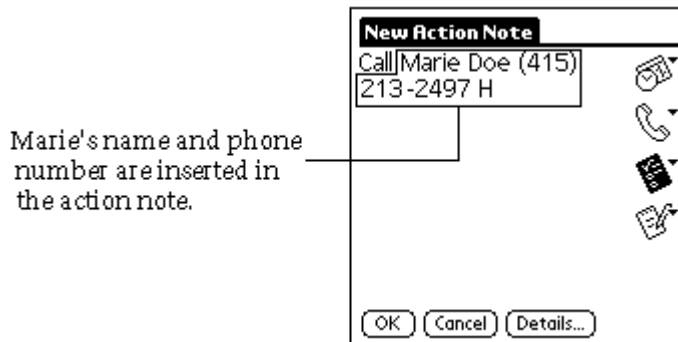 New Action Note
Call Marie Doe (415)
213-2497 H
Marie's name and phone
number are inserted in
the action note.
OK Cancel Details...